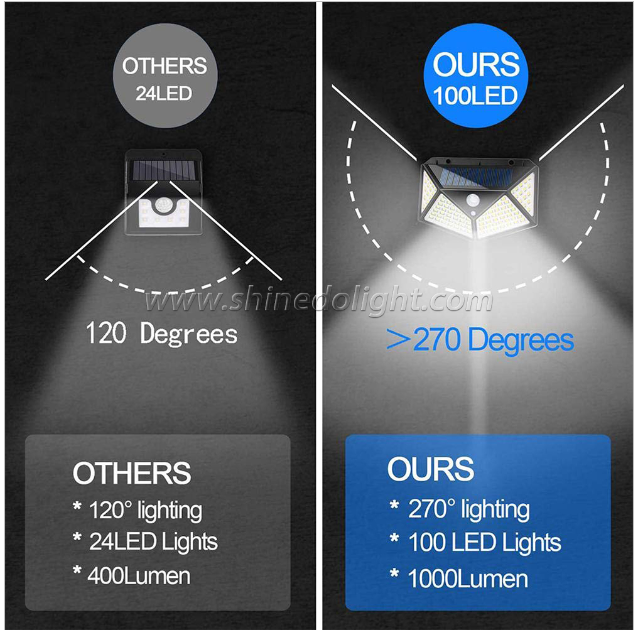 OTHERS
24LED
OURS
100LED
www.shinedolight.com
120 Degrees
>270 Degrees
OTHERS
* 120° lighting
* 24LED Lights
* 400Lumen
OURS
* 270° lighting
* 100 LED Lights
* 1000Lumen